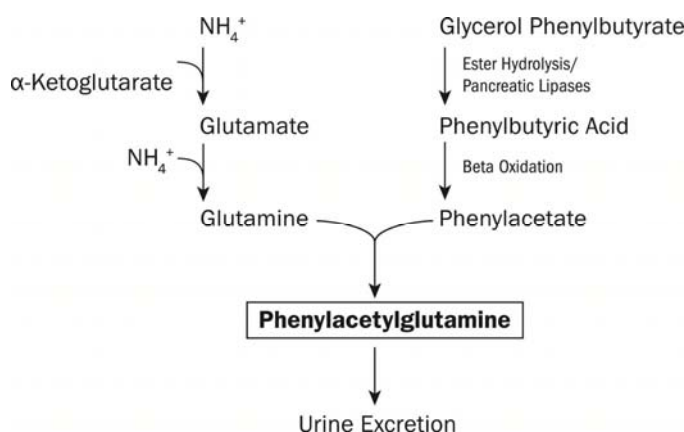 NH₄⁺
Glycerol Phenylbutyrate
α-Ketoglutarate
Ester Hydrolysis/
Pancreatic Lipases
Glutamate
Phenylbutyric Acid
NH₄⁺
Beta Oxidation
Glutamine
Phenylacetate
Phenylacetylglutamine
Urine Excretion